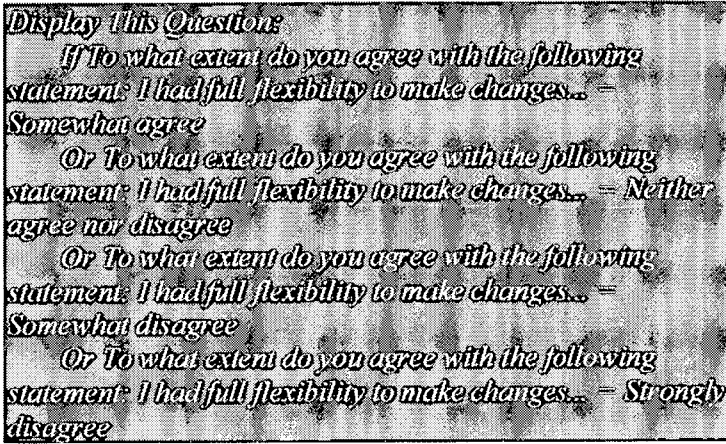 Display This Question:
If To what extent do you agree with the following
statement: I had full flexibility to make changes... =
Somewhat agree
Or To what extent do you agree with the following
statement: I had full flexibility to make changes... = Neither
agree nor disagree
Or To what extent do you agree with the following
statement: I had full flexibility to make changes... =
Somewhat disagree
Or To what extent do you agree with the following
statement: I had full flexibility to make changes... = Strongly
disagree